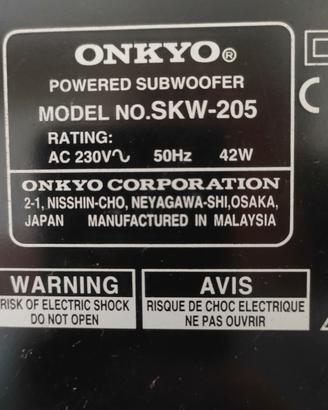 ONKYO®
POWERED SUBWOOFER
MODEL NO.SKW-205
RATING:
AC 230V∿ 50Hz 42W
ONKYO CORPORATION
2-1, NISSHIN-CHO, NEYAGAWA-SHI,OSAKA,
JAPAN MANUFACTURED IN MALAYSIA
WARNING
RISK OF ELECTRIC SHOCK
DO NOT OPEN
AVIS
RISQUE DE CHOC ELECTRIQUE
NE PAS OUVRIR